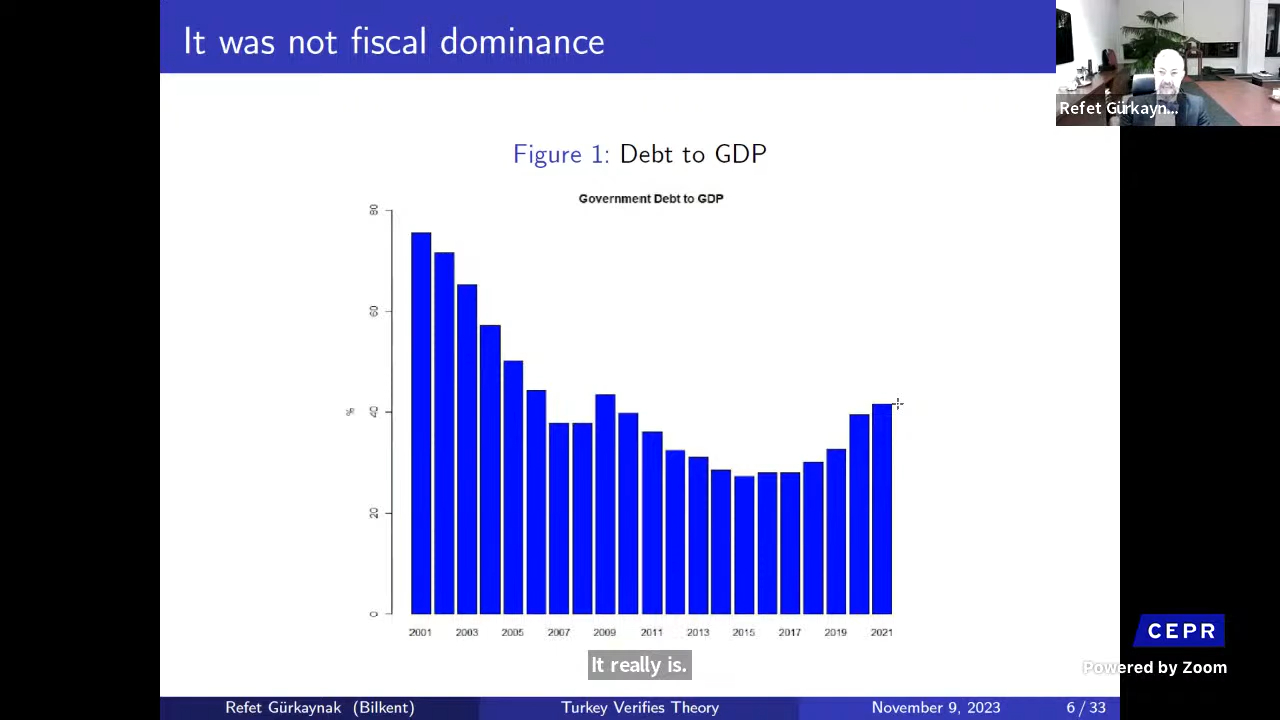 It was not fiscal dominance
Refet Gürkayn...
Figure 1: Debt to GDP
Government Debt to GDP
80
60
40
20
0
%
2001 2003 2005 2007 2009 2011 2013 2015 2017 2019 2021
It really is.
CEPR
Powered by Zoom
Refet Gürkaynak (Bilkent) Turkey Verifies Theory November 9, 2023 6 / 33